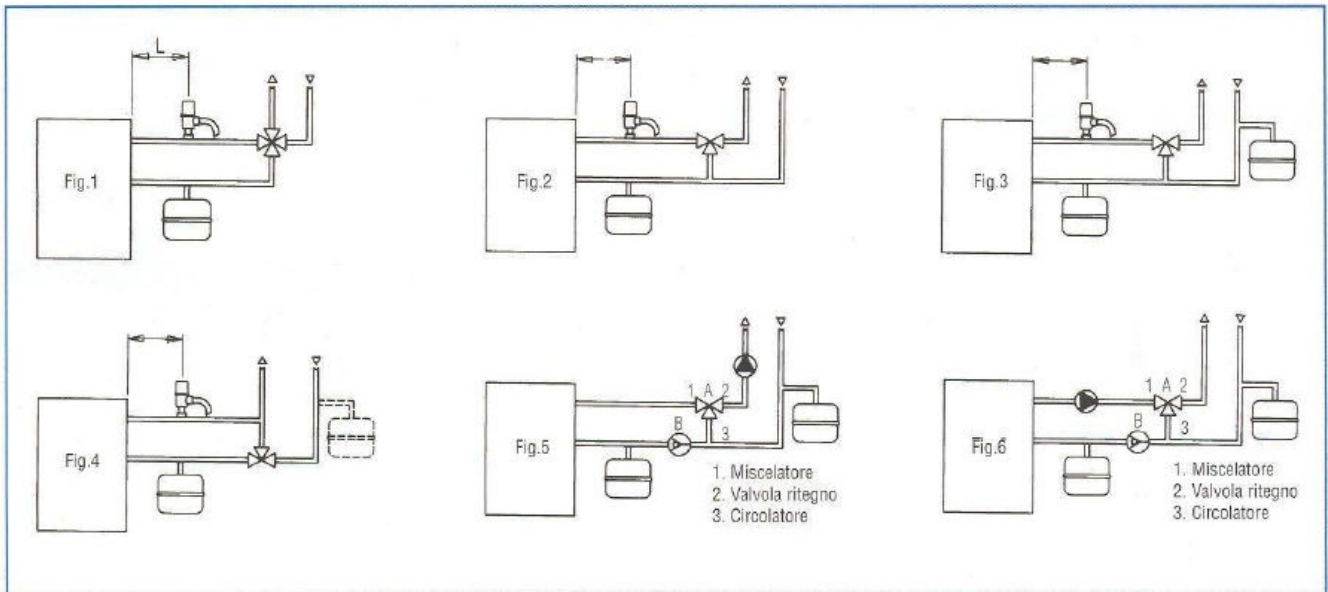 L
Fig.1
Fig.2
Fig.3
Fig.4
1 A 2
B
3
Fig.5
1. Miscelatore
2. Valvola ritegno
3. Circolatore
1 A 2
B
3
Fig.6
1. Miscelatore
2. Valvola ritegno
3. Circolatore